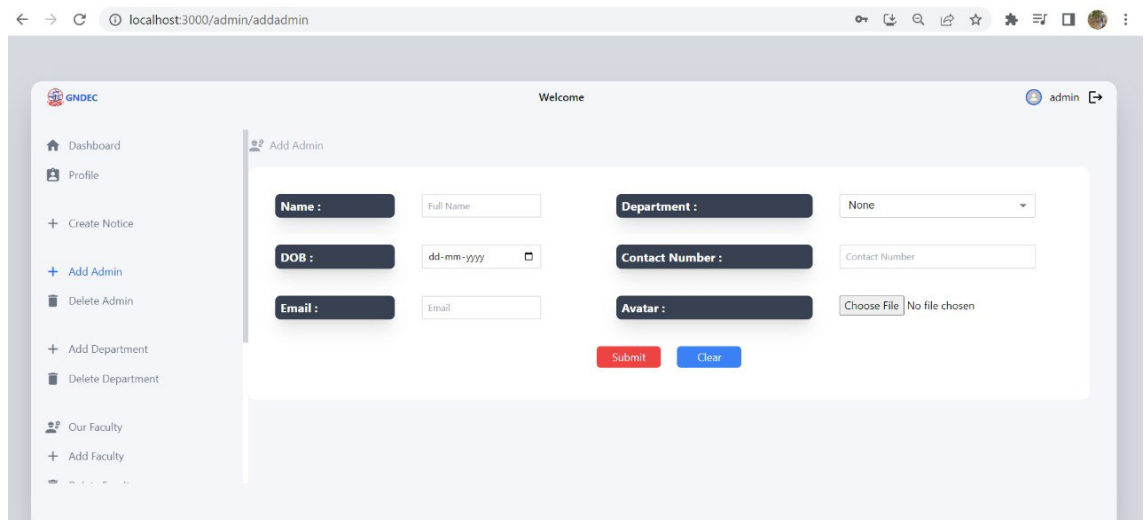 localhost:3000/admin/addadmin
GNDEC
Welcome
admin
Dashboard
Profile
Create Notice
Add Admin
Delete Admin
Add Department
Delete Department
Our Faculty
Add Faculty
Add Admin
Name : Full Name Department : None
DOB : dd-mm-yyyy Contact Number : Contact Number
Email : Email Avatar : Choose File No file chosen
Submit Clear